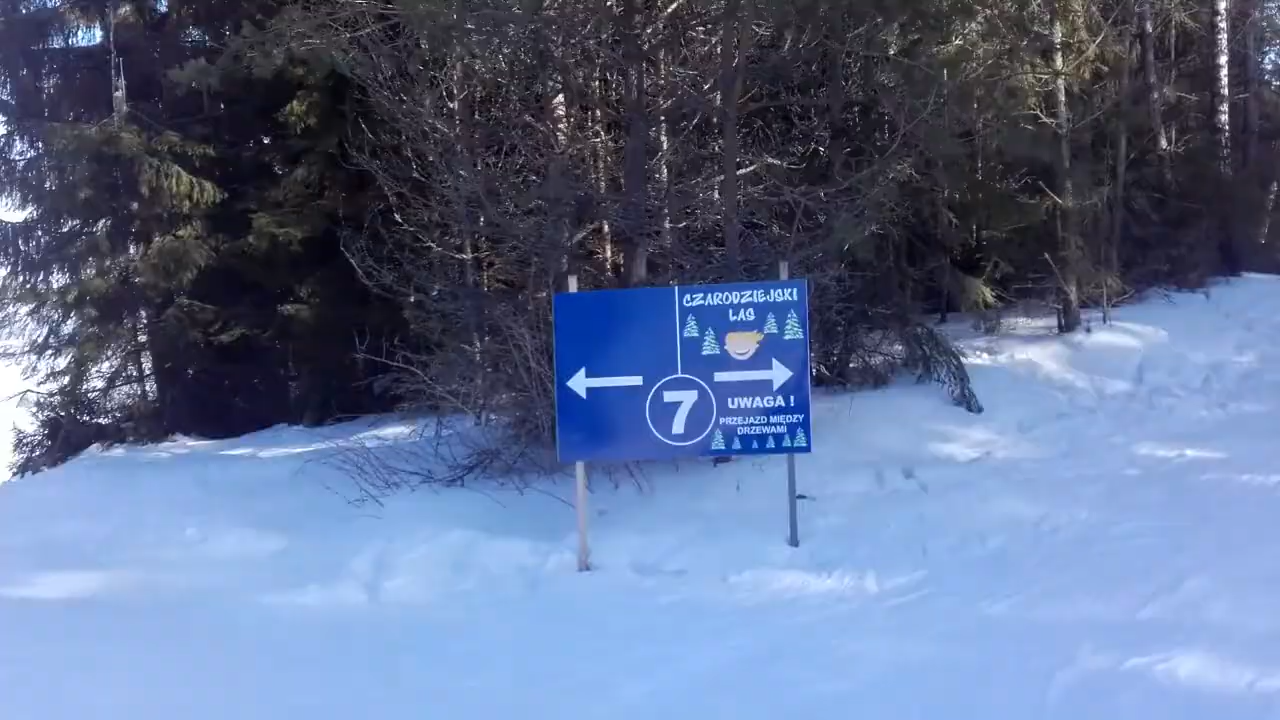 CZARODZIEJSKI
LAS
7
UWAGA !
PRZEJAZD MIĘDZY
DRZEWAMI